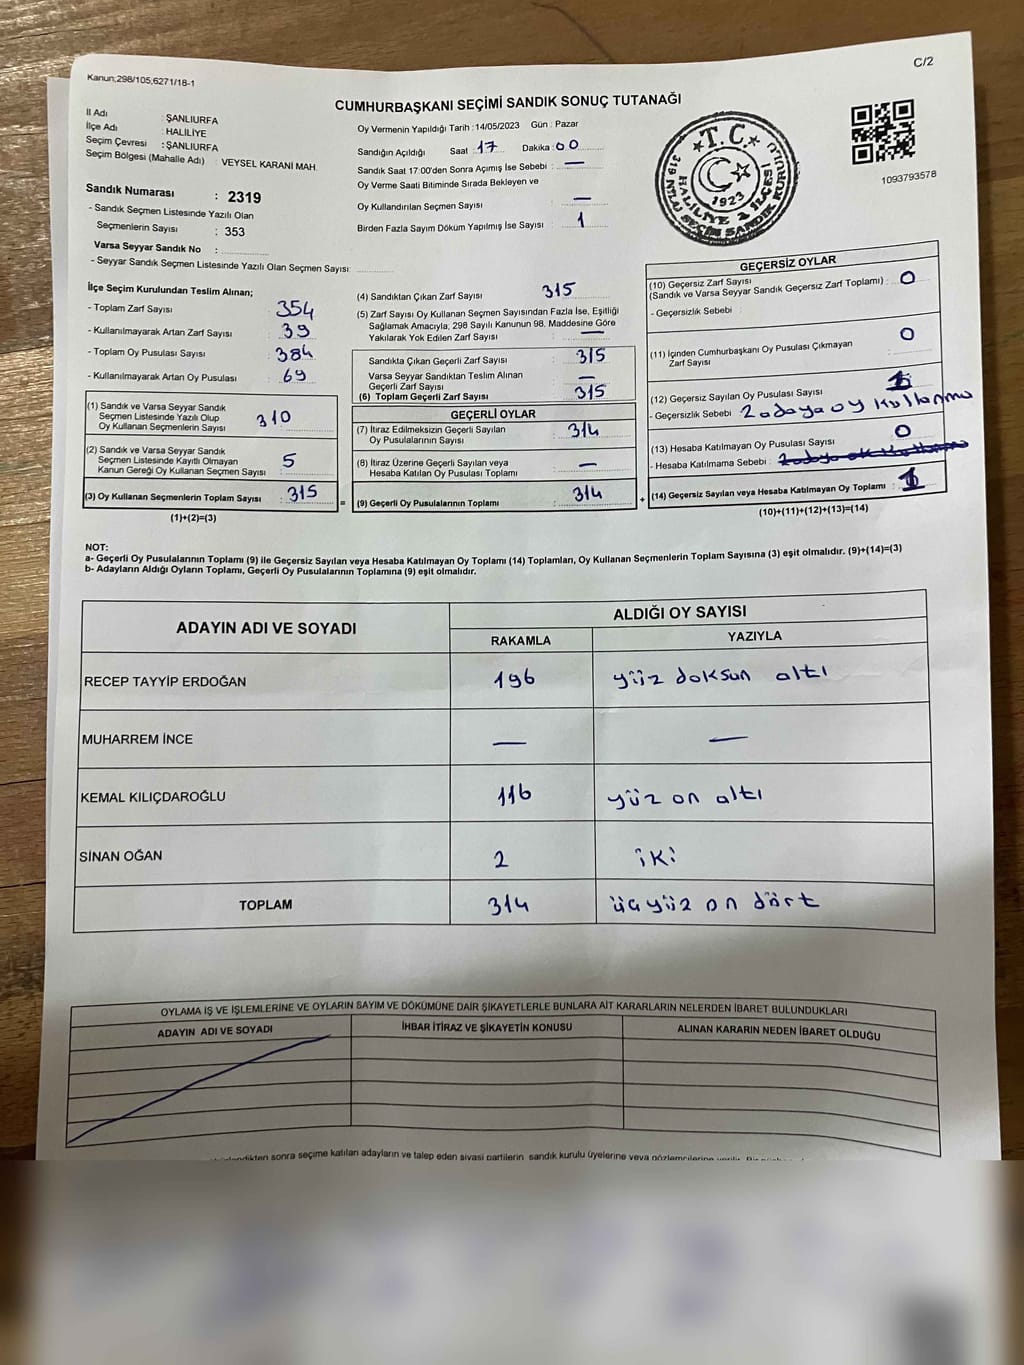 Kanun;298/105,6271/18-1
C/2
CUMHURBAŞKANI SEÇİMİ SANDIK SONUÇ TUTANAĞI
İl Adı : ŞANLIURFA
İlçe Adı : HALİLİYE
Seçim Çevresi : ŞANLIURFA
Seçim Bölgesi (Mahalle Adı) : VEYSEL KARANİ MAH.
Sandık Numarası : 2319
- Sandık Seçmen Listesinde Yazılı Olan
Seçmenlerin Sayısı : 353
Varsa Seyyar Sandık No :
- Seyyar Sandık Seçmen Listesinde Yazılı Olan Seçmen Sayısı:
Oy Vermenin Yapıldığı Tarih : 14/05/2023 Gün : Pazar
Sandığın Açıldığı Saat : 17 Dakika : 00
Sandık Saat 17:00'den Sonra Açımış İse Sebebi : —
Oy Verme Saati Bitiminde Sırada Bekleyen ve
Oy Kullandırılan Seçmen Sayısı : —
Birden Fazla Sayım Döküm Yapılmış İse Sayısı : 1
T.C.
1923
319 NOLU SEÇİM SANDIK KURULU
HALİLİYE 2 İLÇESİ
1093793578
İlçe Seçim Kurulundan Teslim Alınan;
- Toplam Zarf Sayısı : 354
- Kullanılmayarak Artan Zarf Sayısı : 39
- Toplam Oy Pusulası Sayısı : 384
- Kullanılmayarak Artan Oy Pusulası : 69
(1) Sandık ve Varsa Seyyar Sandık
Seçmen Listesinde Yazılı Olup
Oy Kullanan Seçmenlerin Sayısı : 310
(2) Sandık ve Varsa Seyyar Sandık
Seçmen Listesinde Kayıtlı Olmayan
Kanun Gereği Oy Kullanan Seçmen Sayısı : 5
(3) Oy Kullanan Seçmenlerin Toplam Sayısı : 315 =
(1)+(2)=(3)
(4) Sandıktan Çıkan Zarf Sayısı : 315
(5) Zarf Sayısı Oy Kullanan Seçmen Sayısından Fazla İse, Eşitliği
Sağlamak Amacıyla, 298 Sayılı Kanunun 98. Maddesine Göre
Yakılarak Yok Edilen Zarf Sayısı : —
Sandıkta Çıkan Geçerli Zarf Sayısı : 315
Varsa Seyyar Sandıktan Teslim Alınan
Geçerli Zarf Sayısı : —
(6) Toplam Geçerli Zarf Sayısı : 315
GEÇERLİ OYLAR
(7) İtiraz Edilmeksizin Geçerli Sayılan
Oy Pusulalarının Sayısı : 314
(8) İtiraz Üzerine Geçerli Sayılan veya
Hesaba Katılan Oy Pusulası Toplamı : —
(9) Geçerli Oy Pusulalarının Toplamı : 314 +
GEÇERSİZ OYLAR
(10) Geçersiz Zarf Sayısı
(Sandık ve Varsa Seyyar Sandık Geçersiz Zarf Toplamı) : 0
- Geçersizlik Sebebi :
(11) İçinden Cumhurbaşkanı Oy Pusulası Çıkmayan
Zarf Sayısı : 0
(12) Geçersiz Sayılan Oy Pusulası Sayısı : 1
- Geçersizlik Sebebi : 2 adaya oy kullanma
(13) Hesaba Katılmayan Oy Pusulası Sayısı : 0
- Hesaba Katılmama Sebebi :
(14) Geçersiz Sayılan veya Hesaba Katılmayan Oy Toplamı : 1
(10)+(11)+(12)+(13)=(14)
NOT:
a- Geçerli Oy Pusulalarının Toplamı (9) ile Geçersiz Sayılan veya Hesaba Katılmayan Oy Toplamı (14) Toplamları, Oy Kullanan Seçmenlerin Toplam Sayısına (3) eşit olmalıdır. (9)+(14)=(3)
b- Adayların Aldığı Oyların Toplamı, Geçerli Oy Pusulalarının Toplamına (9) eşit olmalıdır.
ADAYIN ADI VE SOYADI ALDIĞI OY SAYISI
RAKAMLA YAZIYLA
RECEP TAYYİP ERDOĞAN 196 yüz doksan altı
MUHARREM İNCE — —
KEMAL KILIÇDAROĞLU 116 yüz on altı
SİNAN OĞAN 2 iki
TOPLAM 314 üçyüz on dört
OYLAMA İŞ VE İŞLEMLERİNE VE OYLARIN SAYIM VE DÖKÜMÜNE DAİR ŞİKAYETLERLE BUNLARA AİT KARARLARIN NELERDEN İBARET BULUNDUKLARI
ADAYIN ADI VE SOYADI İHBAR İTİRAZ VE ŞİKAYETİN KONUSU ALINAN KARARIN NEDEN İBARET OLDUĞU
sonra seçime katılan adayların ve talep eden siyasi partilerin sandık kurulu üyelerine veya gözlemcilerine